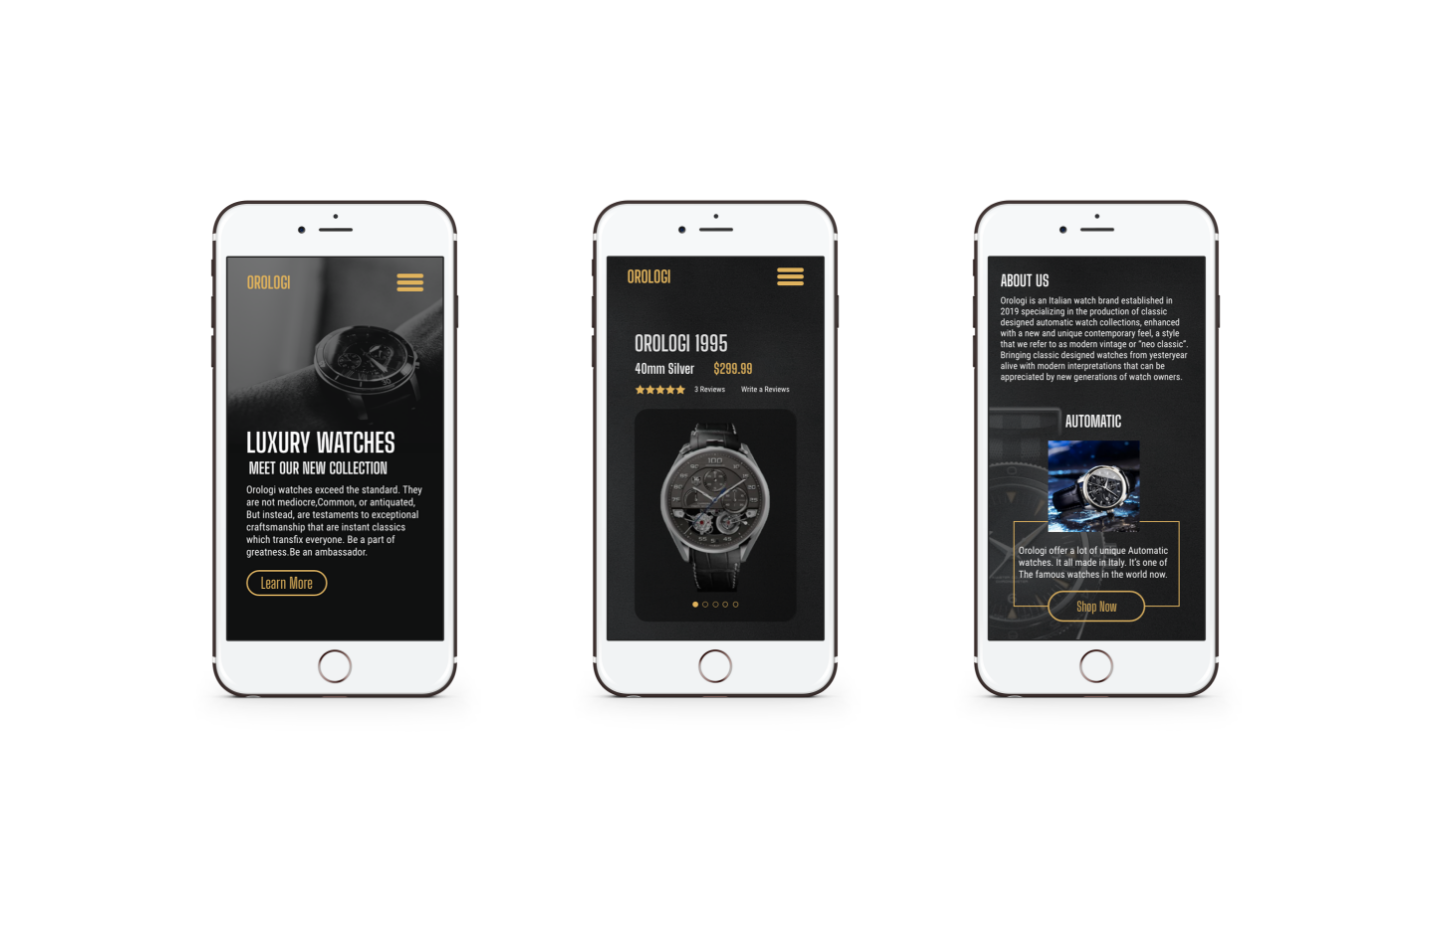 OROLOGI
LUXURY WATCHES
MEET OUR NEW COLLECTION
Orologi watches exceed the standard. They
are not mediocre,Common, or antiquated,
But instead, are testaments to exceptional
craftsmanship that are instant classics
which transfix everyone. Be a part of
greatness.Be an ambassador.
Learn More
OROLOGI
OROLOGI 1995
40mm Silver $299.99
3 Reviews Write a Reviews
100
ABOUT US
Orologi is an Italian watch brand established in
2019 specializing in the production of classic
designed automatic watch collections, enhanced
with a new and unique contemporary feel, a style
that we refer to as modern vintage or "neo classic".
Bringing classic designed watches from yesteryear
alive with modern interpretations that can be
appreciated by new generations of watch owners.
AUTOMATIC
Orologi offer a lot of unique Automatic
watches. It all made in Italy. It's one of
The famous watches in the world now.
Shop Now